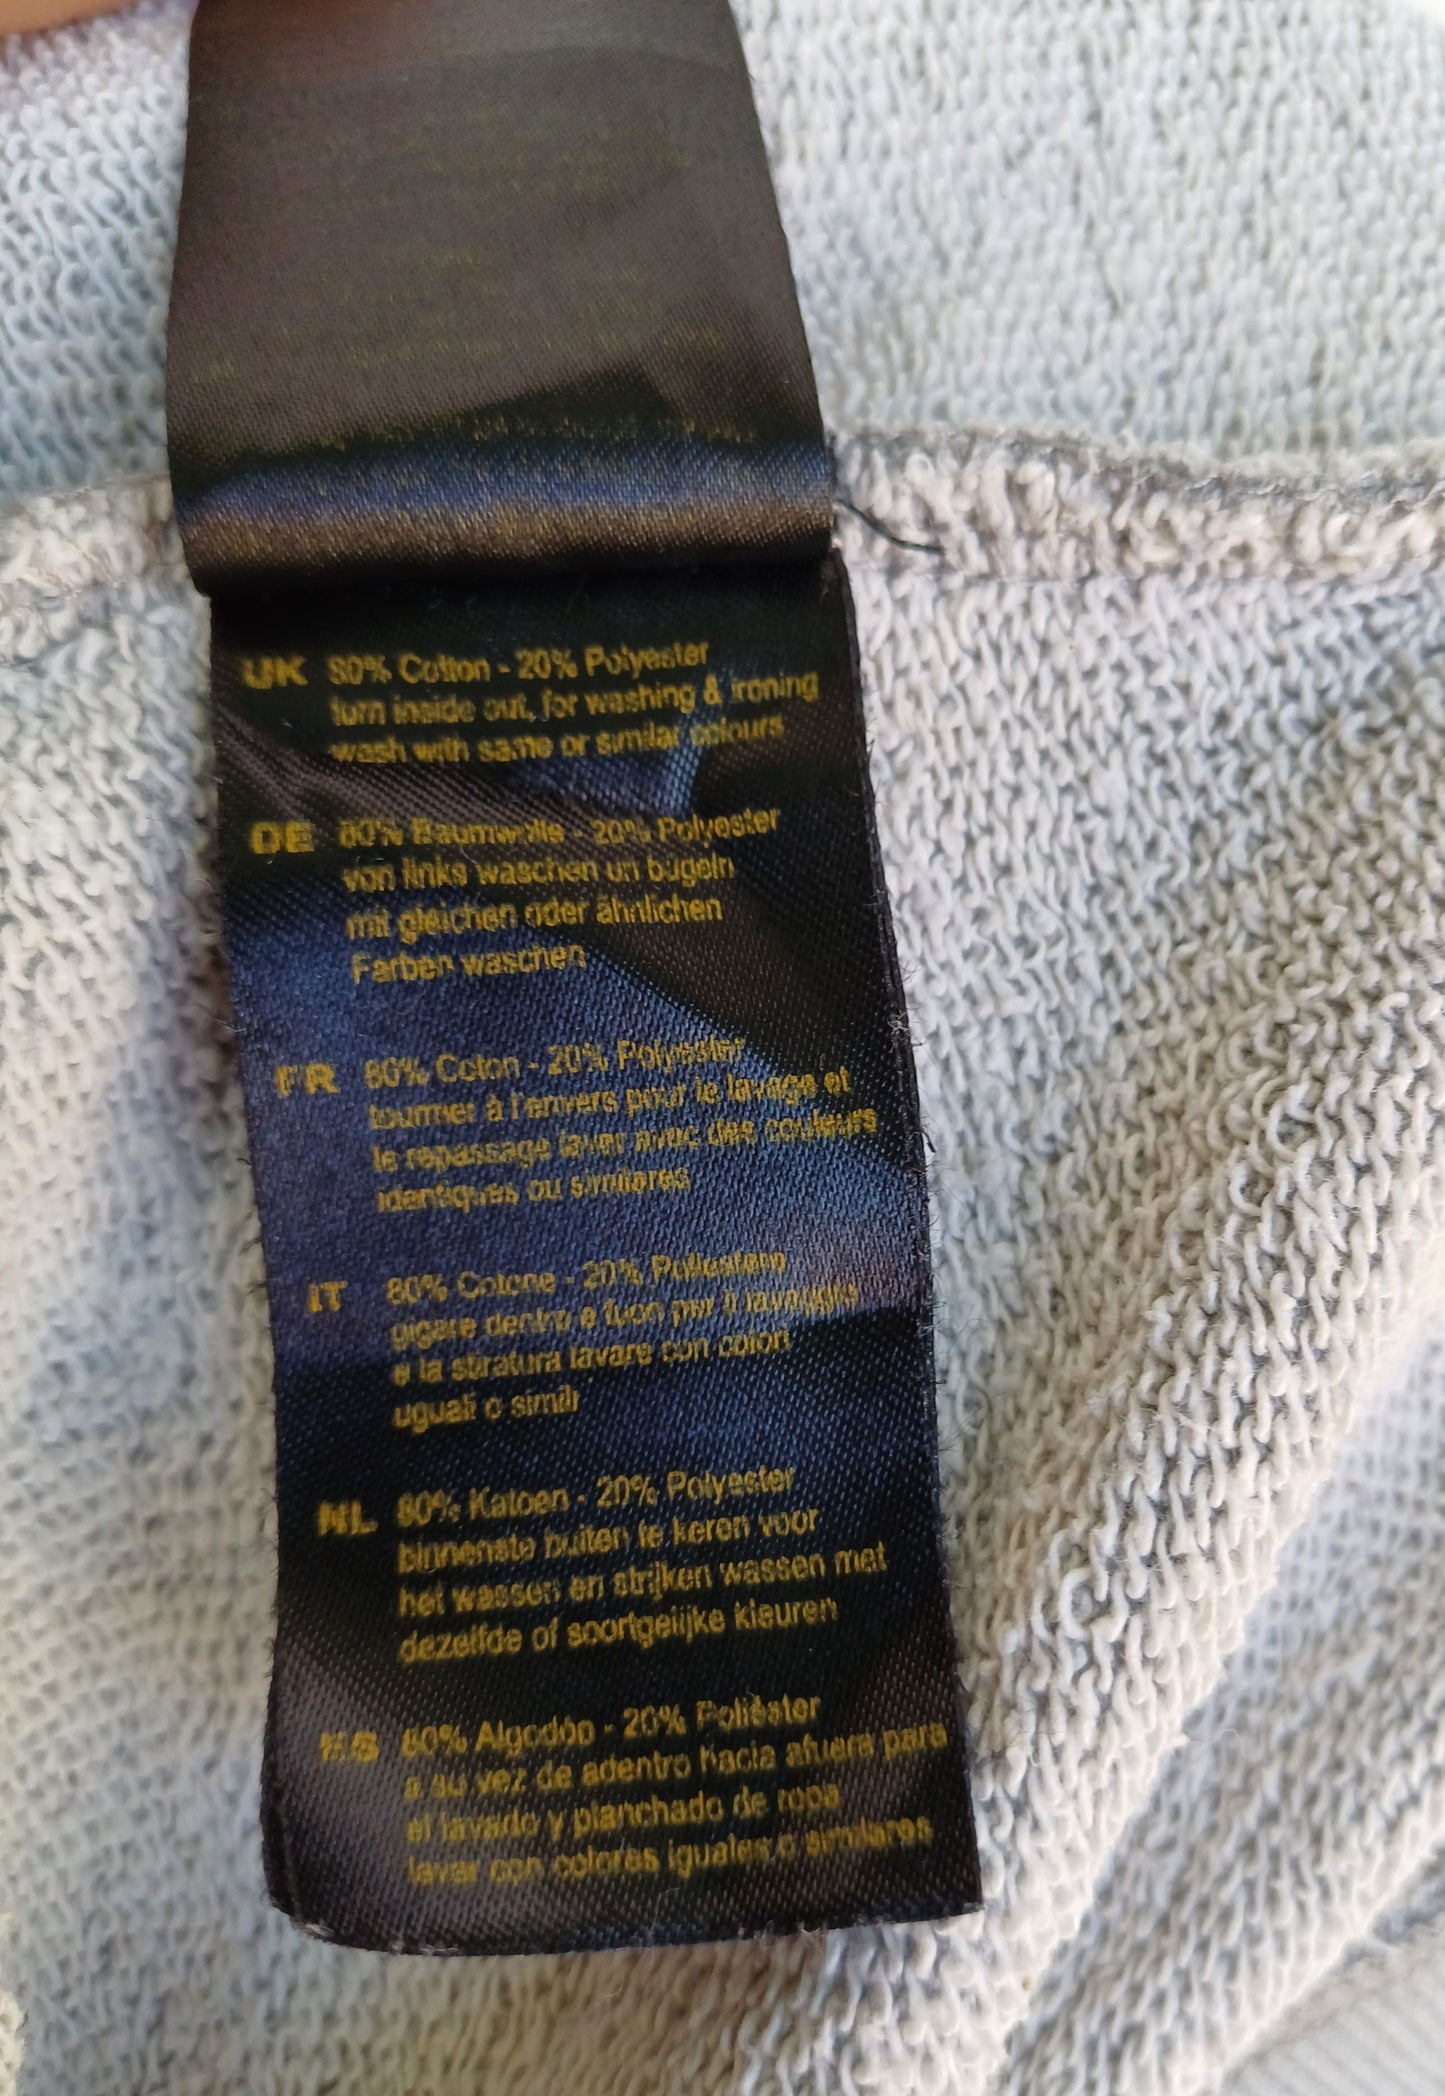 UK 80% Cotton - 20% Polyester
turn inside out, for washing & ironing
wash with same or similar colours
DE 80% Baumwolle - 20% Polyester
von links waschen un bügeln
mit gleichen oder ähnlichen
Farben waschen
FR 80% Coton - 20% Polyester
tourner à l'envers pour le lavage et
le repassage laver avec des couleurs
identiques ou similares
IT 80% Cotone - 20% Poliestere
gigare dentro e fuori per il lavaggio
e la stiratura lavare con colori
uguali o simili
NL 80% Katoen - 20% Polyester
binnenste buiten te keren voor
het wassen en strijken wassen met
dezelfde of soortgelijke kleuren
ES 80% Algodón - 20% Poliéster
a su vez de adentro hacia afuera para
el lavado y planchado de ropa
lavar con colores iguales o similares